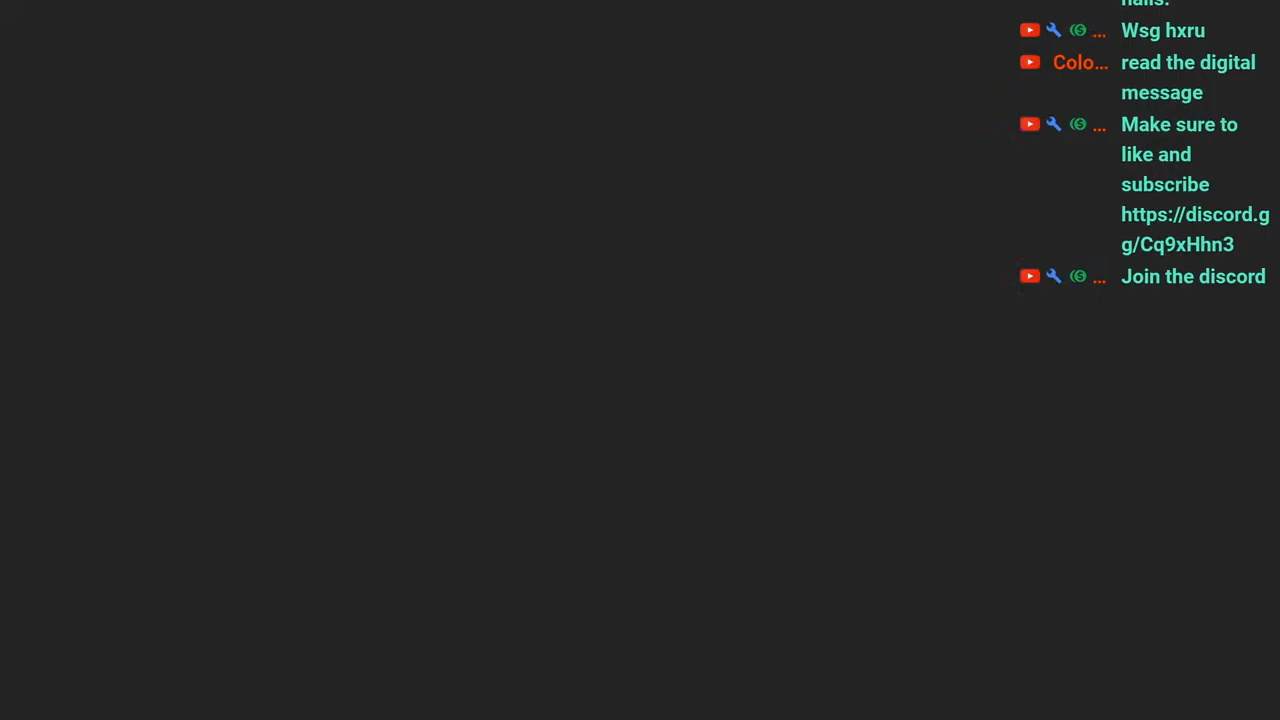 ... Wsg hxru
Colo... read the digital
message
... Make sure to
like and
subscribe
https://discord.g
g/Cq9xHhn3
... Join the discord